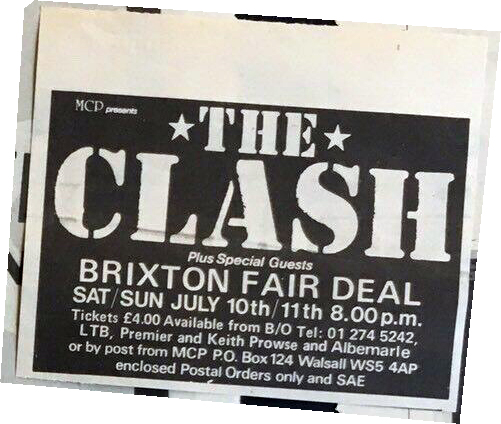 MCP presents
★THE★
CLASH
Plus Special Guests
BRIXTON FAIR DEAL
SAT/SUN JULY 10th/11th 8.00 p.m.
Tickets £4.00 Available from B/O Tel: 01 274 5242,
LTB, Premier and Keith Prowse and Albemarle
or by post from MCP P.O. Box 124 Walsall WS5 4AP
enclosed Postal Orders only and SAE